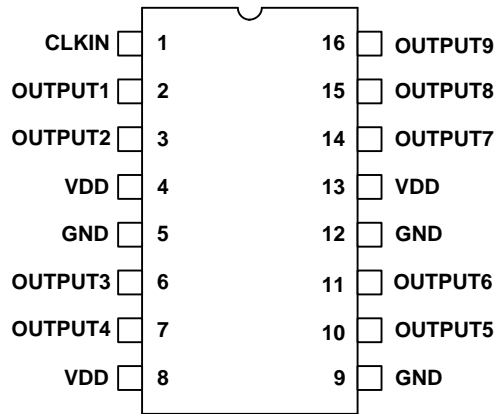 CLKIN 1 16 OUTPUT9
OUTPUT1 2 15 OUTPUT8
OUTPUT2 3 14 OUTPUT7
VDD 4 13 VDD
GND 5 12 GND
OUTPUT3 6 11 OUTPUT6
OUTPUT4 7 10 OUTPUT5
VDD 8 9 GND